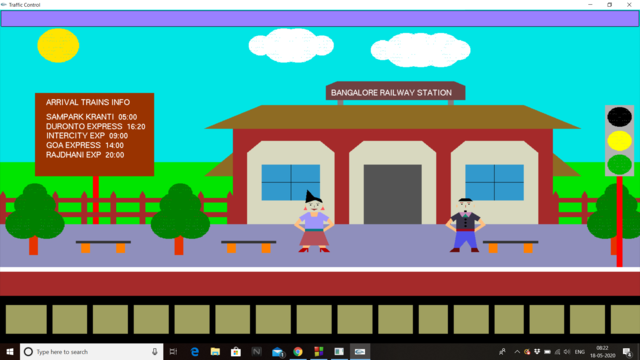 Traffic Control
BANGALORE RAILWAY STATION
ARRIVAL TRAINS INFO
SAMPARK KRANTI 05:00
DURONTO EXPRESS 16:20
INTERCITY EXP 09:00
GOA EXPRESS 14:00
RAJDHANI EXP 20:00
Type here to search
ENG
08:22
18-05-2020